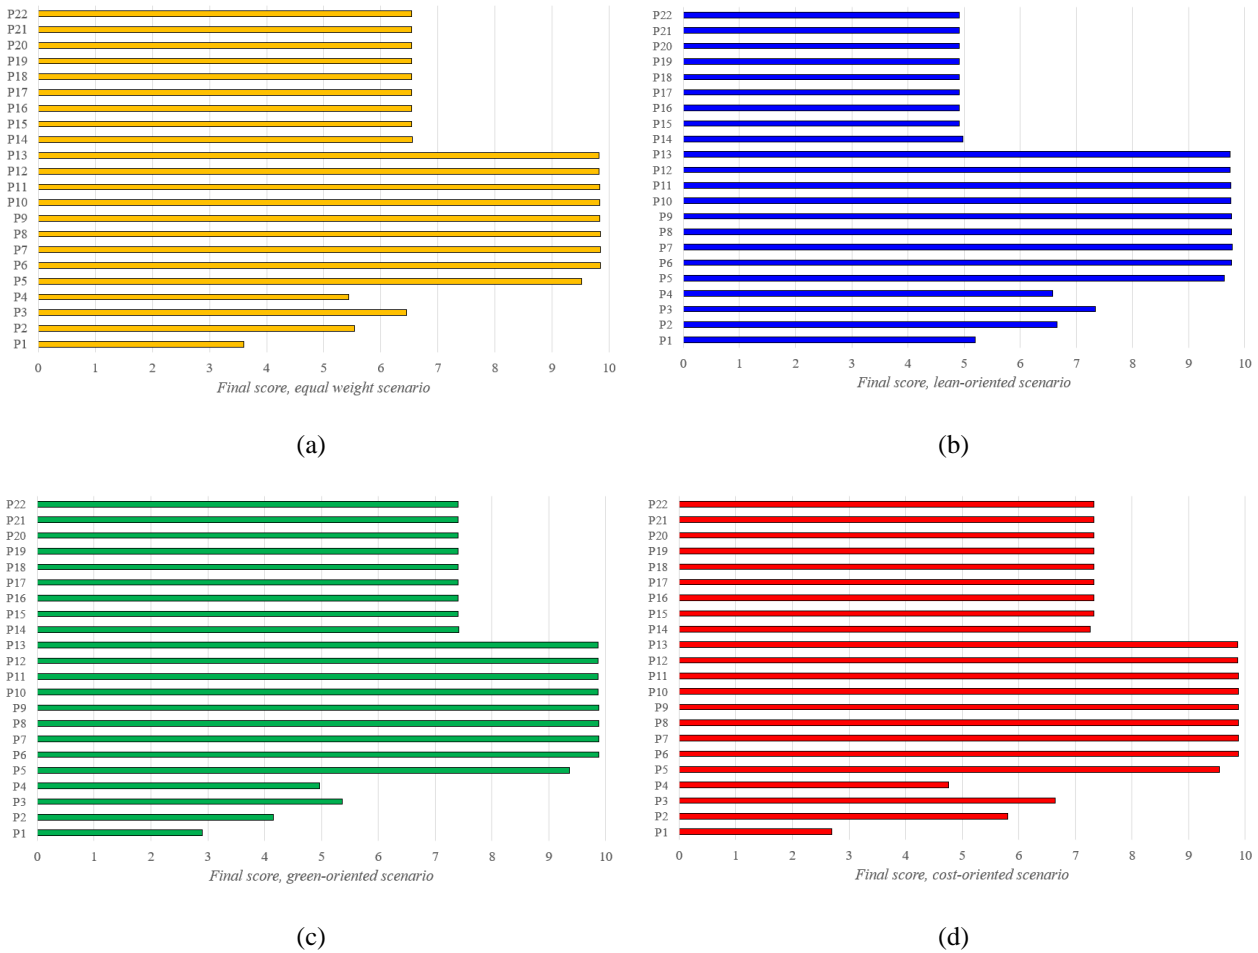 P22
P21
P20
P19
P18
P17
P16
P15
P14
P13
P12
P11
P10
P9
P8
P7
P6
P5
P4
P3
P2
P1
0 1 2 3 4 5 6 7 8 9 10
Final score, equal weight scenario
(a)
P22
P21
P20
P19
P18
P17
P16
P15
P14
P13
P12
P11
P10
P9
P8
P7
P6
P5
P4
P3
P2
P1
0 1 2 3 4 5 6 7 8 9 10
Final score, lean-oriented scenario
(b)
P22
P21
P20
P19
P18
P17
P16
P15
P14
P13
P12
P11
P10
P9
P8
P7
P6
P5
P4
P3
P2
P1
0 1 2 3 4 5 6 7 8 9 10
Final score, green-oriented scenario
(c)
P22
P21
P20
P19
P18
P17
P16
P15
P14
P13
P12
P11
P10
P9
P8
P7
P6
P5
P4
P3
P2
P1
0 1 2 3 4 5 6 7 8 9 10
Final score, cost-oriented scenario
(d)